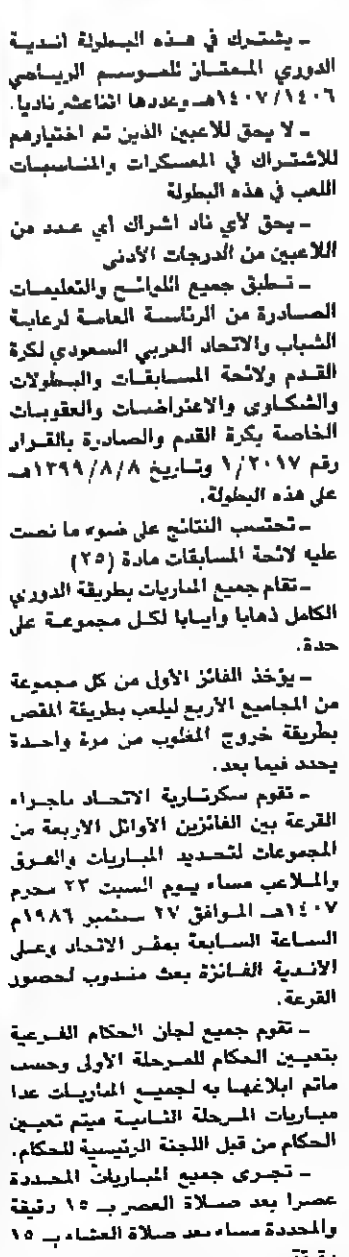 ـ يشترك في هذه البطولة اندية
الدوري الممتاز للموسم الرياضي
١٤٠٧/١٤٠٦هـ وعددها اثنا عشر ناديا.
ـ لا يحق للاعبين الذين تم اختيارهم
للاشتراك في المعسكرات والمناسبات
اللعب في هذه البطولة
ـ يحق لأي ناد اشراك أي عدد من
اللاعبين من الدرجات الأدنى
ـ تطبق جميع اللوائح والتعليمات
الصادرة من الرئاسة العامة لرعاية
الشباب والاتحاد العربي السعودي لكرة
القدم ولائحة المسابقات والبطولات
والشكاوى والاعتراضات والعقوبات
الخاصة بكرة القدم والصادرة بالقرار
رقم ١/٢٠١٧ وتاريخ ١٣٩٩/٨/٨هـ
على هذه البطولة.
ـ تحتسب النتائج على ضوء ما نصت
عليه لائحة المسابقات مادة (٢٥)
ـ تقام جميع المباريات بطريقة الدوري
الكامل ذهابا وايابا لكل مجموعة على
حدة.
ـ يؤخذ الفائز الأول من كل مجموعة
من المجاميع الأربع ليلعب بطريقة المقص
بطريقة خروج المغلوب من مرة واحدة
يحدد فيما بعد.
ـ تقوم سكرتارية الاتحاد باجراء
القرعة بين الفائزين الأوائل الاربعة من
المجموعات لتحديد المباريات والفرق
والملاعب مساء يوم السبت ٢٣ محرم
١٤٠٧هـ الموافق ٢٧ سبتمبر ١٩٨٦م
الساعة السابعة بمقر الاتحاد وعلى
الاندية الفائزة بعث مندوب لحضور
القرعة.
ـ تقوم جميع لجان الحكام الفرعية
بتعيين الحكام للمرحلة الأولى وحسب
ماتم ابلاغها به لجميع المباريات عدا
مباريات المرحلة الثانية فيتم تعيين
الحكام من قبل اللجنة الرئيسية للحكام.
ـ تجرى جميع المباريات المحددة
عصرا بعد صلاة العصر بـ ١٥ دقيقة
والمحددة مساء بعد صلاة العشاء بـ ١٥